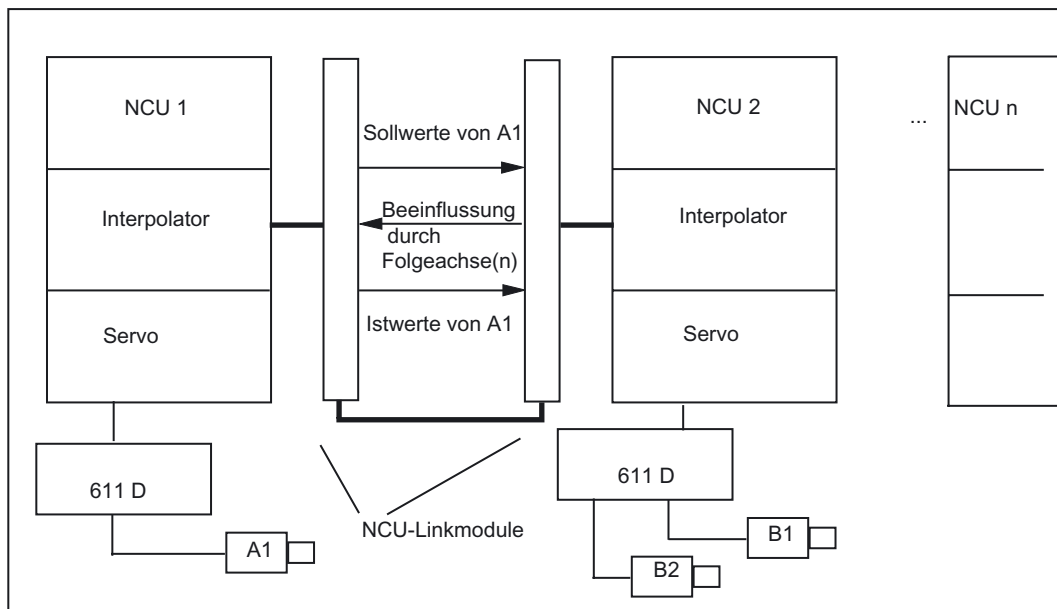 NCU 1
NCU 2
...
NCU n
Sollwerte von A1
Interpolator
Beeinflussung
durch
Folgeachse(n)
Interpolator
Istwerte von A1
Servo
Servo
611 D
611 D
NCU-Linkmodule
A1
B1
B2